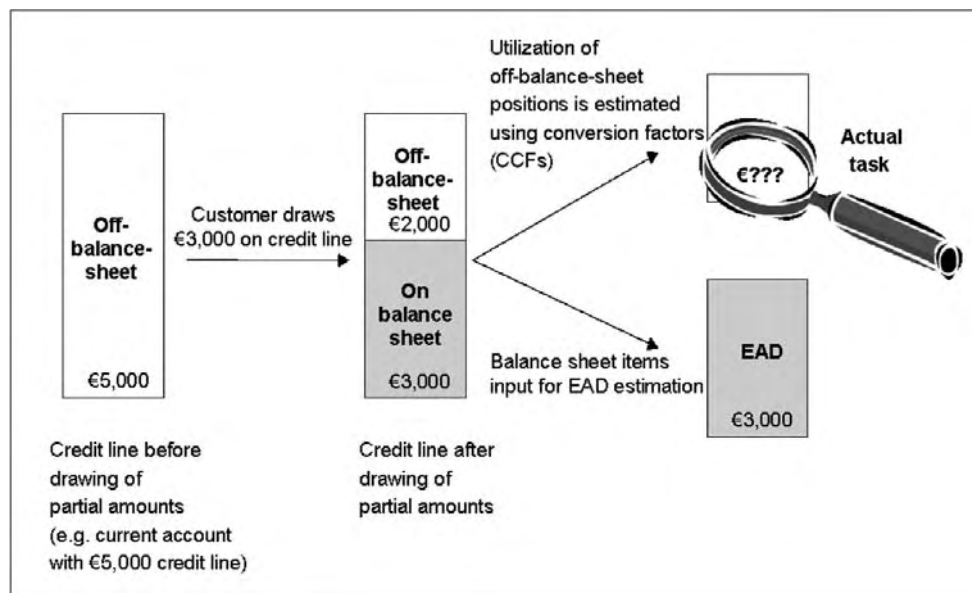 Off-
balance-
sheet
€5,000
Credit line before
drawing of
partial amounts
(e.g. current account
with €5,000 credit line)
Customer draws
€3,000 on credit line
Off-
balance-
sheet
€2,000
On
balance
sheet
€3,000
Credit line after
drawing of
partial amounts
Utilization of
off-balance-sheet
positions is estimated
using conversion factors
(CCFs)
€???
Actual
task
Balance sheet items
input for EAD estimation
EAD
€3,000